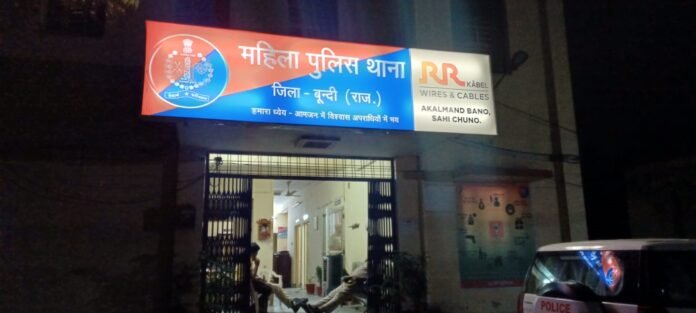 महिला पुलिस थाना
जिला - बून्दी (राज.)
हमारा ध्येय - आमजन में विश्वास अपराधियों में भय
RR
KABEL
WIRES & CABLES
AKALMAND BANO,
SAHI CHUNO.
POLICE